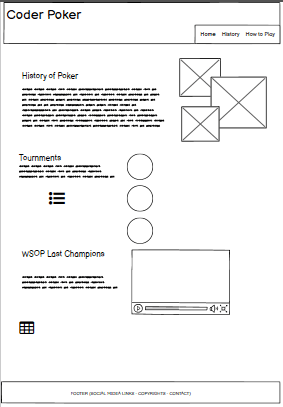 Coder Poker
Home History How to Play
History of Poker
Tournments
WSOP Last Champions
FOOTER (SOCIAL MEDIA LINKS - COPYRIGHTS - CONTACT)